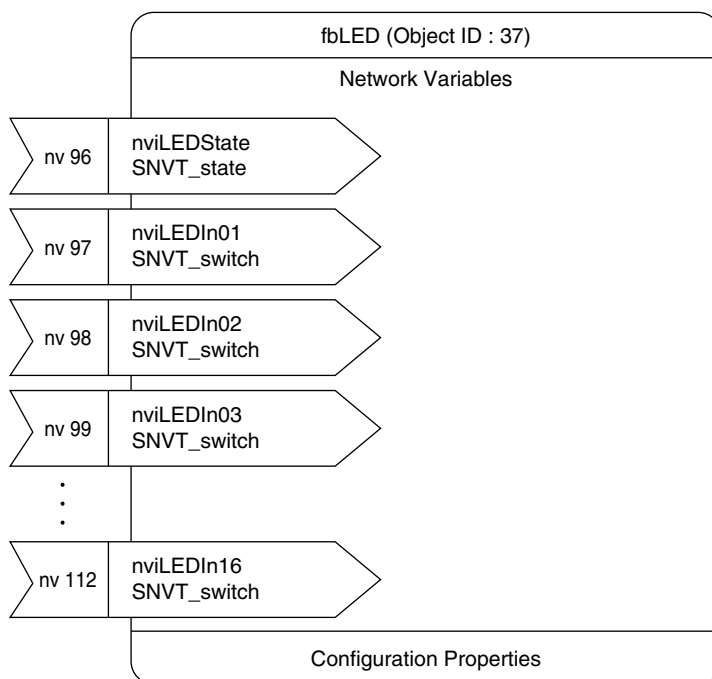 fbLED (Object ID : 37)
Network Variables
nv 96
nviLEDState
SNVT_state
nv 97
nviLEDIn01
SNVT_switch
nv 98
nviLEDIn02
SNVT_switch
nv 99
nviLEDIn03
SNVT_switch
nv 112
nviLEDIn16
SNVT_switch
Configuration Properties